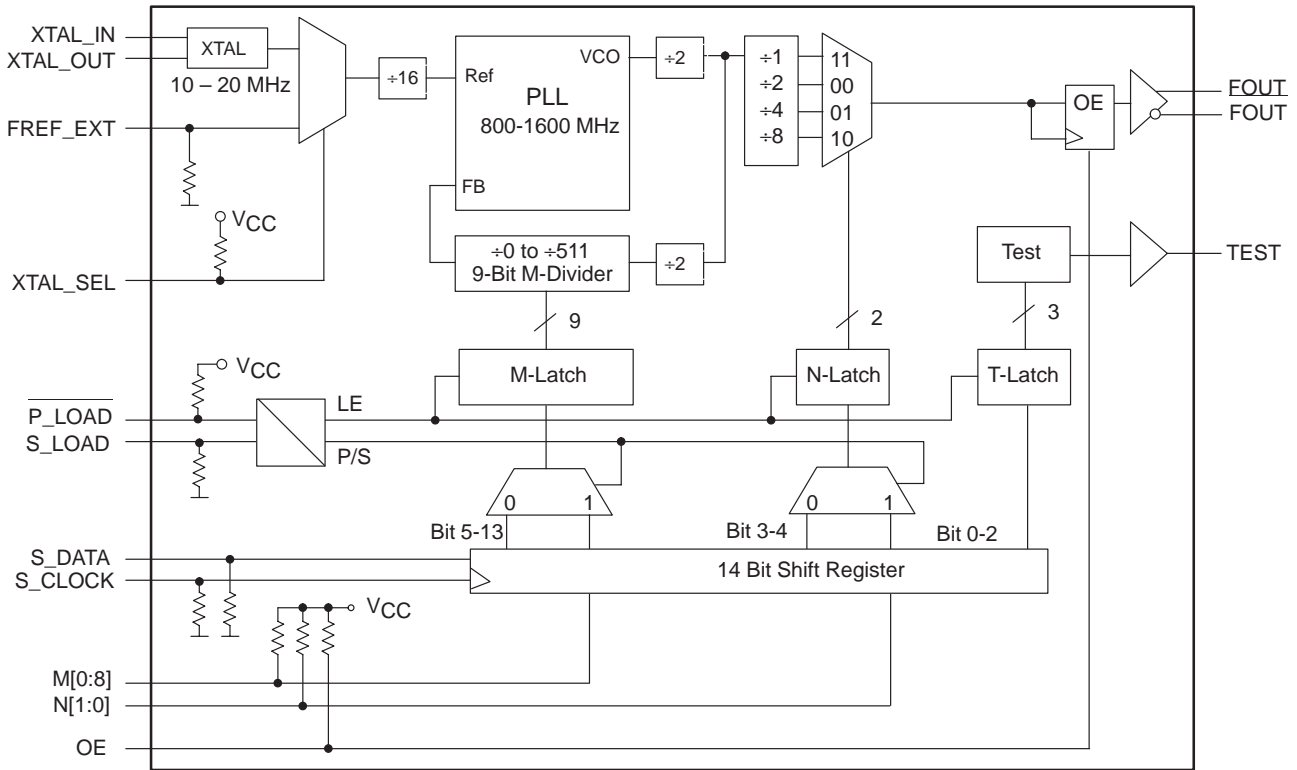 XTAL_IN
XTAL_OUT
XTAL
10 – 20 MHz
FREF_EXT
VCC
XTAL_SEL
÷16
Ref
VCO
PLL
800-1600 MHz
FB
÷2
÷0 to ÷511
9-Bit M-Divider
÷2
÷1
÷2
÷4
÷8
11
00
01
10
OE
FOUT
FOUT
Test
TEST
9
2
3
VCC
P_LOAD
S_LOAD
LE
P/S
M-Latch
N-Latch
T-Latch
0 1
0 1
Bit 5-13
Bit 3-4
Bit 0-2
S_DATA
S_CLOCK
14 Bit Shift Register
VCC
M[0:8]
N[1:0]
OE